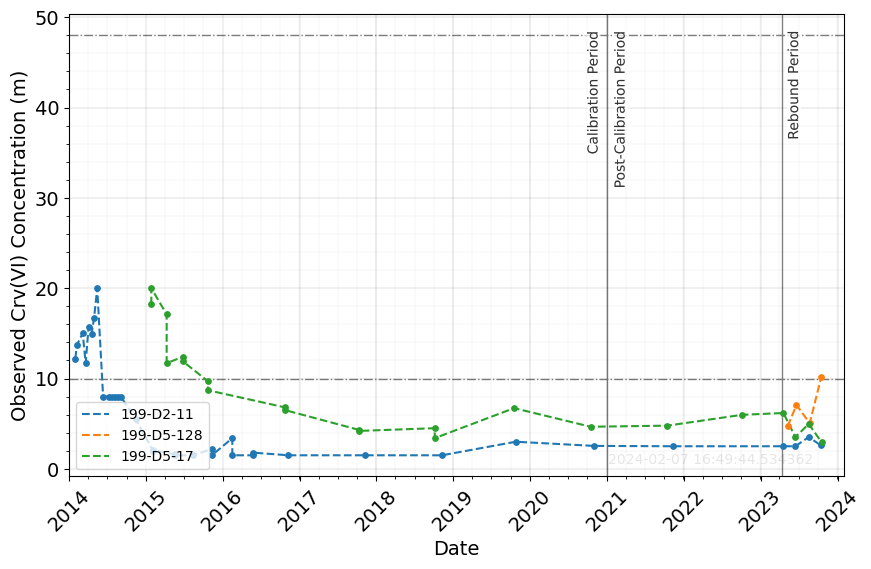 50
40
30
20
10
0
Observed Crv(VI) Concentration (m)
Calibration Period
Post-Calibration Period
Rebound Period
199-D2-11
199-D5-128
199-D5-17
2024-02-07 16:49:44.534362
2014
2015
2016
2017
2018
2019
2020
2021
2022
2023
2024
Date